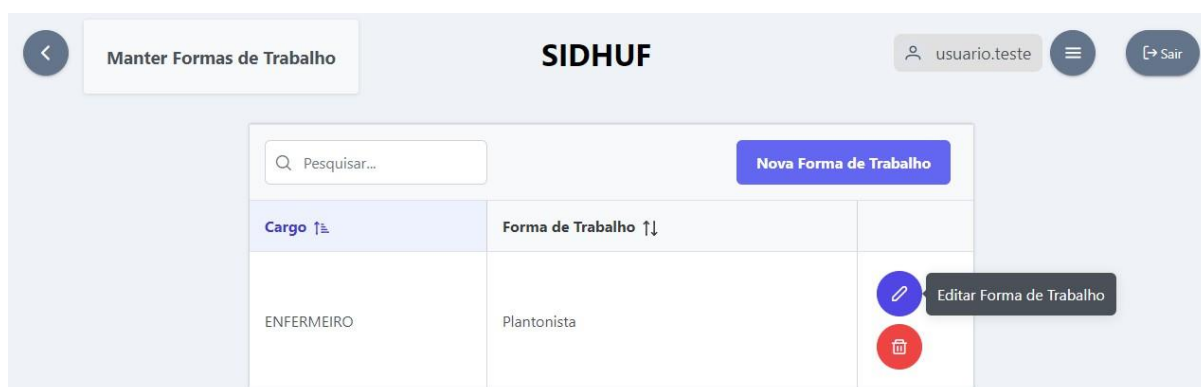 Manter Formas de Trabalho
SIDHUF
usuario.teste
Sair
Pesquisar...
Nova Forma de Trabalho
Cargo
Forma de Trabalho
ENFERMEIRO
Plantonista
Editar Forma de Trabalho